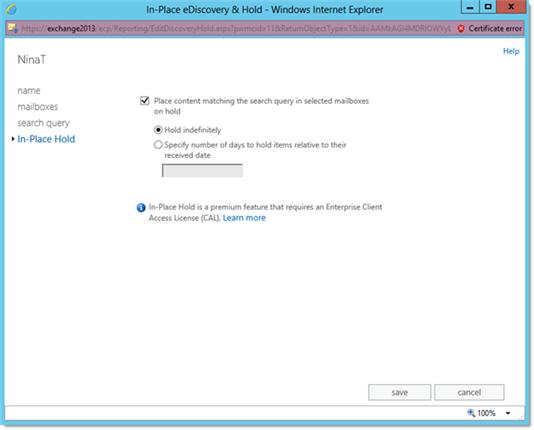 In-Place eDiscovery & Hold - Windows Internet Explorer
https://exchange2013/ecp/Reporting/EditDiscoveryHold.aspx?pwmcid=11&ReturnObjectType=1&id=AAMkAGI4MDRlOWYyL Certificate error
Help
NinaT
name
mailboxes
search query
In-Place Hold
Place content matching the search query in selected mailboxes
on hold
Hold indefinitely
Specify number of days to hold items relative to their
received date
In-Place Hold is a premium feature that requires an Enterprise Client
Access License (CAL). Learn more
save cancel
100%